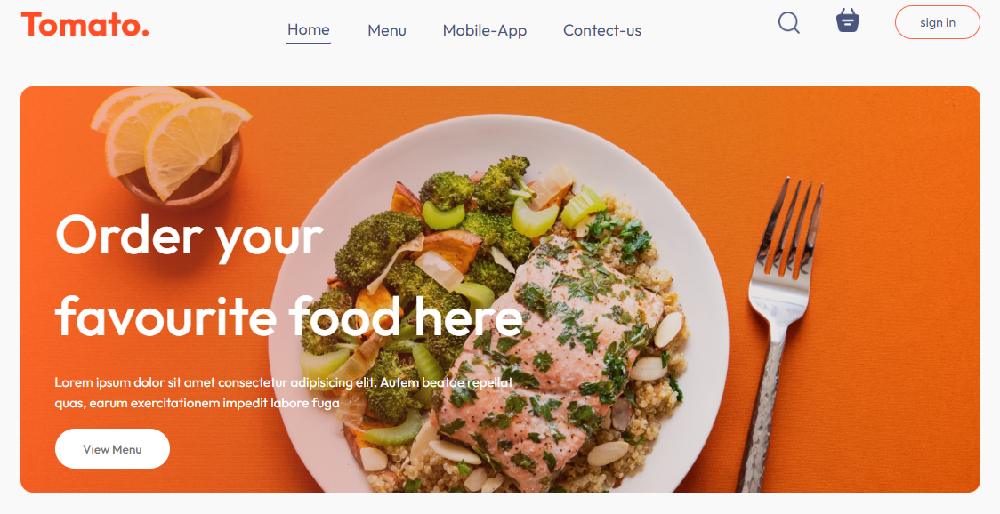 Tomato.
Home Menu Mobile-App Contect-us
sign in
Order your
favourite food here
Lorem ipsum dolor sit amet consectetur adipisicing elit. Autem beatae repellat
quas, earum exercitationem impedit labore fuga
View Menu